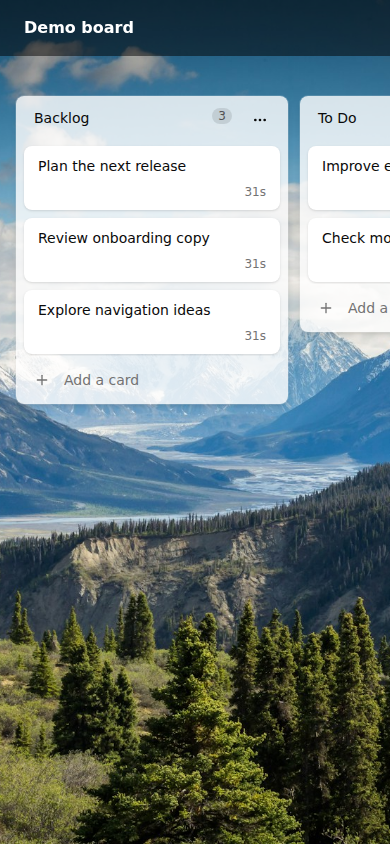 Demo board
Backlog
3
Plan the next release
31s
Review onboarding copy
31s
Explore navigation ideas
31s
Add a card
To Do
Improve
Check
Add a